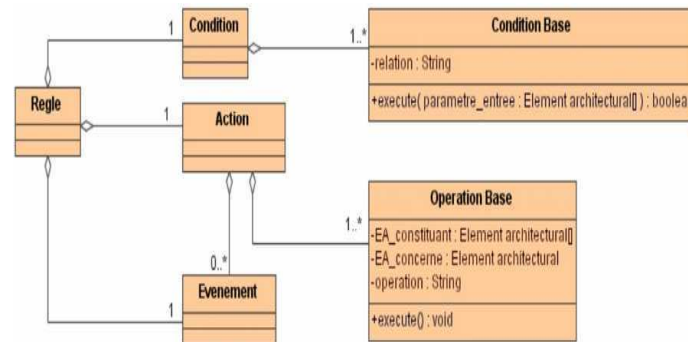 Condition
1
1..*
Condition Base
-relation : String
+execute( parametre_entree : Element architectural[] ) : boolea
Regle
1
Action
Operation Base
1..*
-EA_constituant : Element architectural[]
-EA_concerne : Element architectural
-operation : String
+execute() : void
0..*
Evenement
1